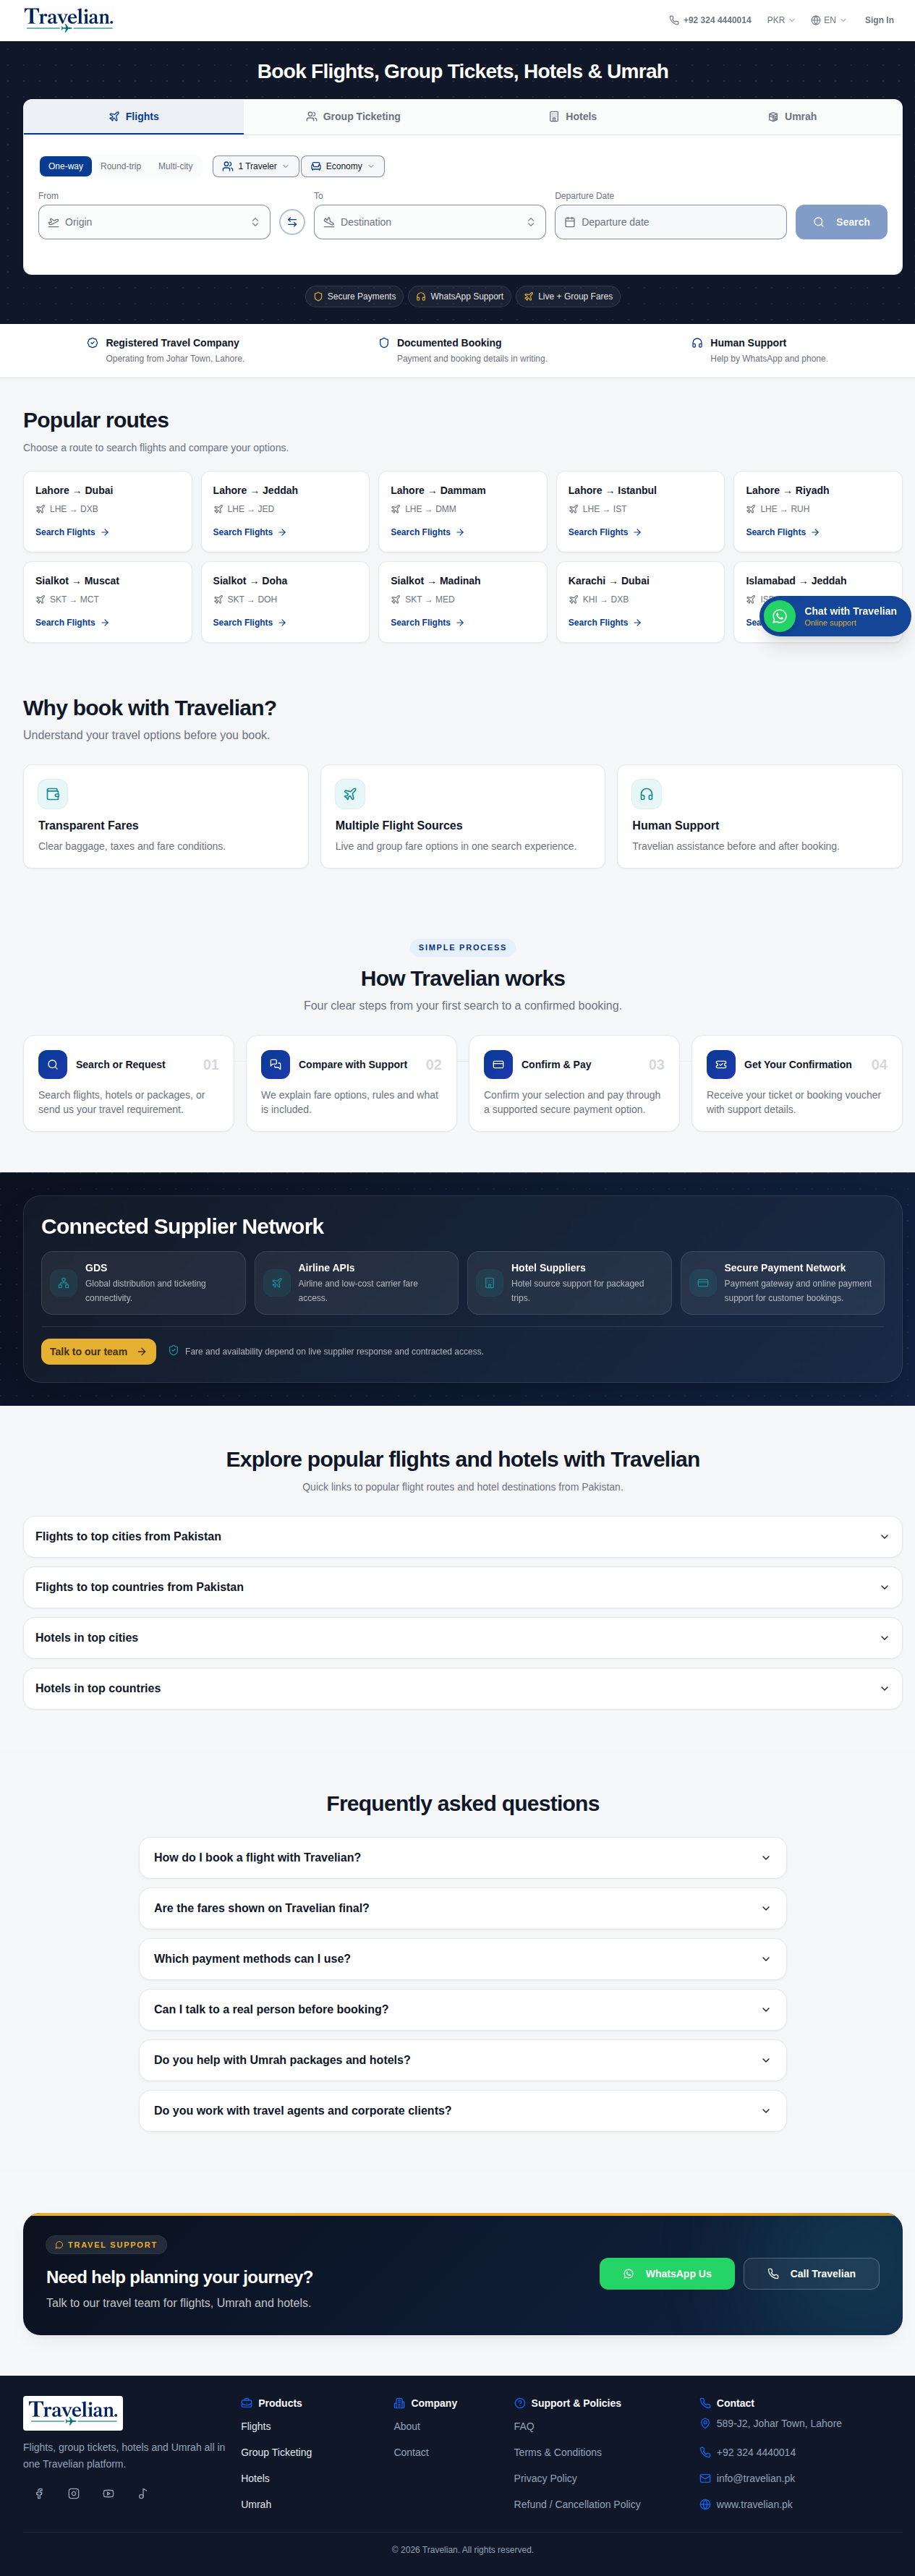 Travelian.
+92 324 4440014
PKR
EN
Sign In
Book Flights, Group Tickets, Hotels & Umrah
Flights
Group Ticketing
Hotels
Umrah
One-way
Round-trip
Multi-city
1 Traveler
Economy
From
To
Departure Date
Origin
Destination
Departure date
Search
Secure Payments
WhatsApp Support
Live + Group Fares
Registered Travel Company
Operating from Johar Town, Lahore.
Documented Booking
Payment and booking details in writing.
Human Support
Help by WhatsApp and phone.
Popular routes
Choose a route to search flights and compare your options.
Lahore → Dubai
LHE → DXB
Search Flights →
Lahore → Jeddah
LHE → JED
Search Flights →
Lahore → Dammam
LHE → DMM
Search Flights →
Lahore → Istanbul
LHE → IST
Search Flights →
Lahore → Riyadh
LHE → RUH
Search Flights →
Sialkot → Muscat
SKT → MCT
Search Flights →
Sialkot → Doha
SKT → DOH
Search Flights →
Sialkot → Madinah
SKT → MED
Search Flights →
Karachi → Dubai
KHI → DXB
Search Flights →
Islamabad → Jeddah
Chat with Travelian
Online support
Why book with Travelian?
Understand your travel options before you book.
Transparent Fares
Clear baggage, taxes and fare conditions.
Multiple Flight Sources
Live and group fare options in one search experience.
Human Support
Travelian assistance before and after booking.
SIMPLE PROCESS
How Travelian works
Four clear steps from your first search to a confirmed booking.
Search or Request 01
Search flights, hotels or packages, or
send us your travel requirement.
Compare with Support 02
We explain fare options, rules and what
is included.
Confirm & Pay 03
Confirm your selection and pay through
a supported secure payment option.
Get Your Confirmation 04
Receive your ticket or booking voucher
with support details.
Connected Supplier Network
GDS
Global distribution and ticketing
connectivity.
Airline APIs
Airline and low-cost carrier fare
access.
Hotel Suppliers
Hotel source support for packaged
trips.
Secure Payment Network
Payment gateway and online payment
support for customer bookings.
Talk to our team →
Fare and availability depend on live supplier response and contracted access.
Explore popular flights and hotels with Travelian
Quick links to popular flight routes and hotel destinations from Pakistan.
Flights to top cities from Pakistan
Flights to top countries from Pakistan
Hotels in top cities
Hotels in top countries
Frequently asked questions
How do I book a flight with Travelian?
Are the fares shown on Travelian final?
Which payment methods can I use?
Can I talk to a real person before booking?
Do you help with Umrah packages and hotels?
Do you work with travel agents and corporate clients?
TRAVEL SUPPORT
Need help planning your journey?
Talk to our travel team for flights, Umrah and hotels.
WhatsApp Us
Call Travelian
Travelian.
Flights, group tickets, hotels and Umrah all in
one Travelian platform.
Products
Flights
Group Ticketing
Hotels
Umrah
Company
About
Contact
Support & Policies
FAQ
Terms & Conditions
Privacy Policy
Refund / Cancellation Policy
Contact
589-J2, Johar Town, Lahore
+92 324 4440014
info@travelian.pk
www.travelian.pk
© 2026 Travelian. All rights reserved.